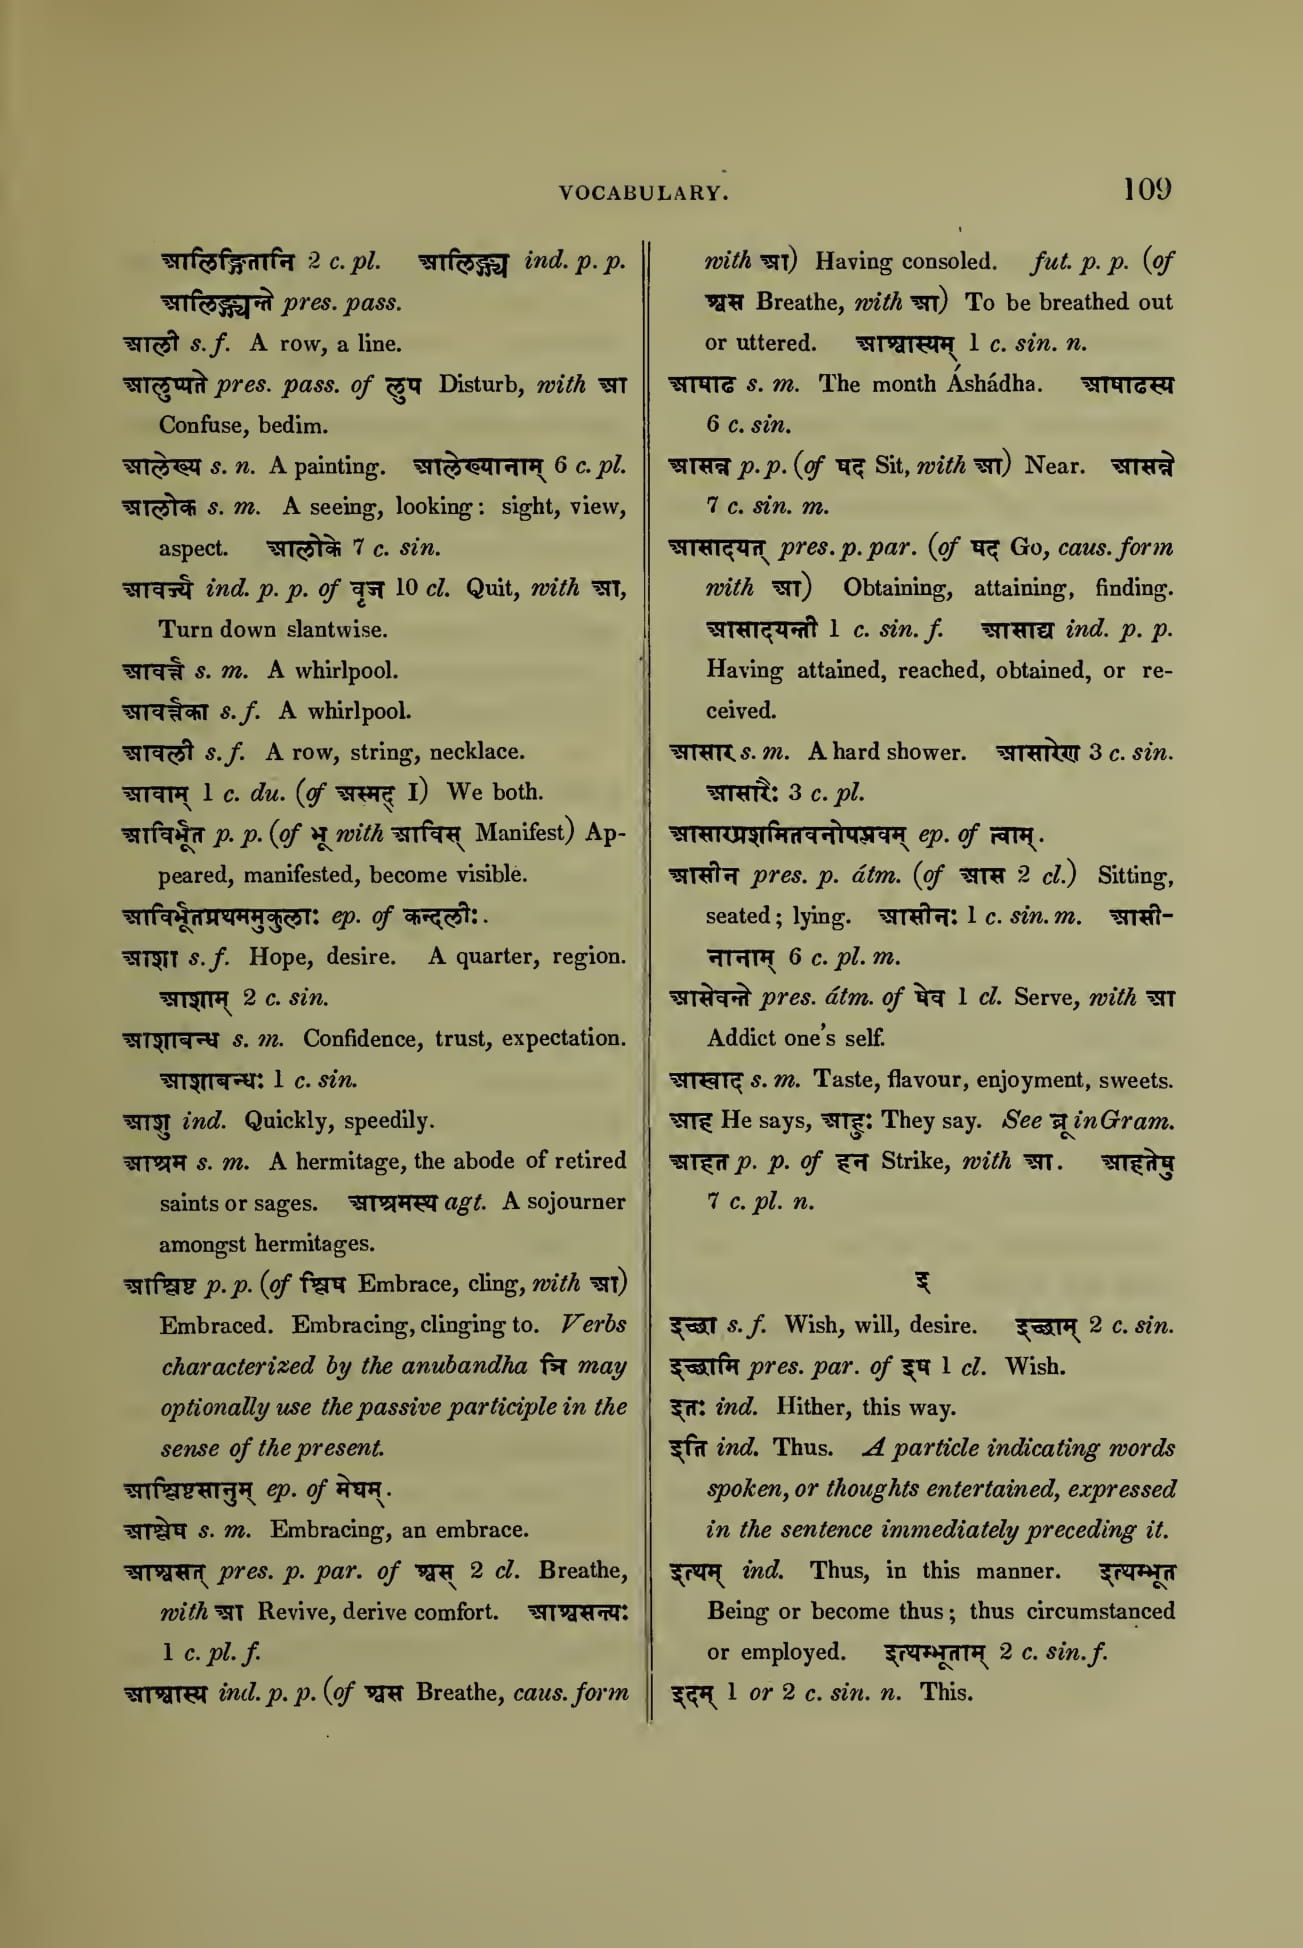 VOCABULARY. 109
आलिङ्गितानि 2 c. pl. आलिङ्ग्य ind. p. p.
आलिङ्ग्यन्ते pres. pass.
आली s. f. A row, a line.
आलुप्यते pres. pass. of लुप Disturb, with आ
Confuse, bedim.
आलेख्य s. n. A painting. आलेख्यानाम् 6 c. pl.
आलोक s. m. A seeing, looking: sight, view,
aspect. आलोके 7 c. sin.
आवर्ज्य ind. p. p. of वृज 10 cl. Quit, with आ,
Turn down slantwise.
आवर्त्त s. m. A whirlpool.
आवर्त्तका s. f. A whirlpool.
आवली s. f. A row, string, necklace.
आवाम् 1 c. du. (of अस्मद् I) We both.
आविर्भूत p. p. (of भू with आविस् Manifest) Ap-
peared, manifested, become visible.
आविर्भूतप्रथममुकुलाः ep. of कन्दलीः.
आशा s. f. Hope, desire. A quarter, region.
आशाम् 2 c. sin.
आशाबन्ध s. m. Confidence, trust, expectation.
आशाबन्धः 1 c. sin.
आशु ind. Quickly, speedily.
आश्रम s. m. A hermitage, the abode of retired
saints or sages. आश्रमस्थ agt. A sojourner
amongst hermitages.
आश्लिष्ट p. p. (of श्लिष Embrace, cling, with आ)
Embraced. Embracing, clinging to. Verbs
characterized by the anubandha ञि may
optionally use the passive participle in the
sense of the present.
आश्लिष्टसानुम् ep. of मेघम्.
आश्लेष s. m. Embracing, an embrace.
आश्वसत् pres. p. par. of श्वस् 2 cl. Breathe,
with आ Revive, derive comfort. आश्वसन्त्यः
1 c. pl. f.
आश्वास्य ind. p. p. (of श्वस Breathe, caus. form
with आ) Having consoled. fut. p. p. (of
श्वस Breathe, with आ) To be breathed out
or uttered. आश्वास्यम् 1 c. sin. n.
आषाढ s. m. The month Áshádha. आषाढस्य
6 c. sin.
आसन्न p. p. (of षद Sit, with आ) Near. आसन्ने
7 c. sin. m.
आसादयत् pres. p. par. (of षद Go, caus. form
with आ) Obtaining, attaining, finding.
आसादयन्ती 1 c. sin. f. आसाद्य ind. p. p.
Having attained, reached, obtained, or re-
ceived.
आसार s. m. A hard shower. आसारेण 3 c. sin.
आसारैः 3 c. pl.
आसारप्रशमितवनोपप्लवम् ep. of त्वाम्.
आसीन pres. p. átm. (of आस 2 cl.) Sitting,
seated; lying. आसीनः 1 c. sin. m. आसी-
नानाम् 6 c. pl. m.
आसेवन्ते pres. átm. of षेव 1 cl. Serve, with आ
Addict one's self.
आस्वाद s. m. Taste, flavour, enjoyment, sweets.
आह He says, आहुः They say. See ब्रू in Gram.
आहत p. p. of हन Strike, with आ. आहतेषु
7 c. pl. n.
इ
इच्छा s. f. Wish, will, desire. इच्छाम् 2 c. sin.
इच्छामि pres. par. of इष 1 cl. Wish.
इतः ind. Hither, this way.
इति ind. Thus. A particle indicating words
spoken, or thoughts entertained, expressed
in the sentence immediately preceding it.
इत्थम् ind. Thus, in this manner. इत्थम्भूत
Being or become thus; thus circumstanced
or employed. इत्थम्भूताम् 2 c. sin. f.
इदम् 1 or 2 c. sin. n. This.